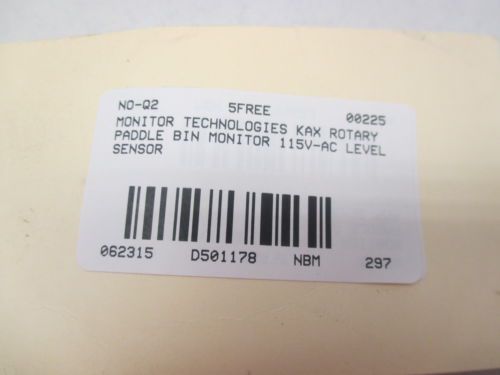 NO-Q2 5FREE 00225
MONITOR TECHNOLOGIES KAX ROTARY
PADDLE BIN MONITOR 115V-AC LEVEL
SENSOR
062315 D501178 NBM 297